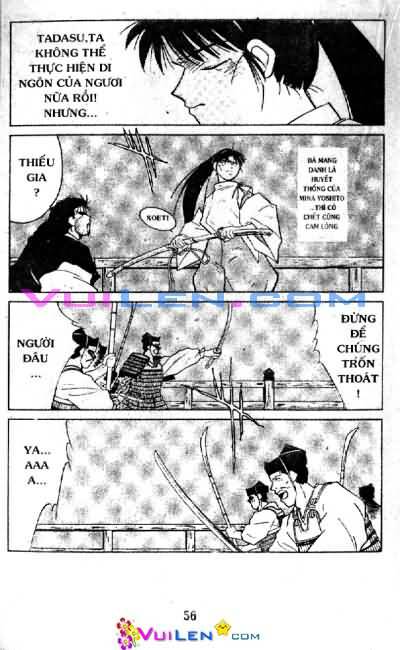 TADASU,TA
KHÔNG THỂ
THỰC HIỆN DI
NGÔN CỦA NGƯƠI
NỮA RỒI!
NHƯNG...
THIẾU
GIA
?
XOẸT!
ĐÃ MANG
DANH LÀ
HUYẾT
THỐNG CỦA
MINA YOSHITO
. THÌ CÓ
CHẾT CŨNG
CAM LÒNG
VUILEN.COM
NGƯỜI
ĐÂU
...
ĐỪNG
ĐỂ
CHÚNG
TRỐN
THOÁT
!
YA...
AAA
A...
56
VUILEN.COM